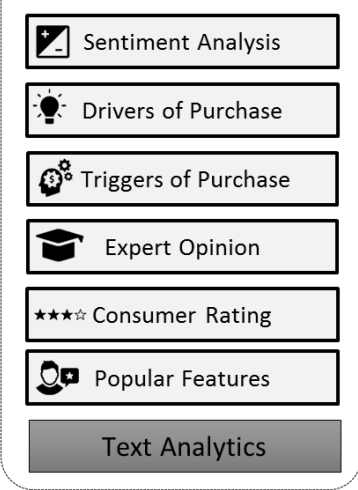 Sentiment Analysis
Drivers of Purchase
Triggers of Purchase
Expert Opinion
Consumer Rating
Popular Features
Text Analytics